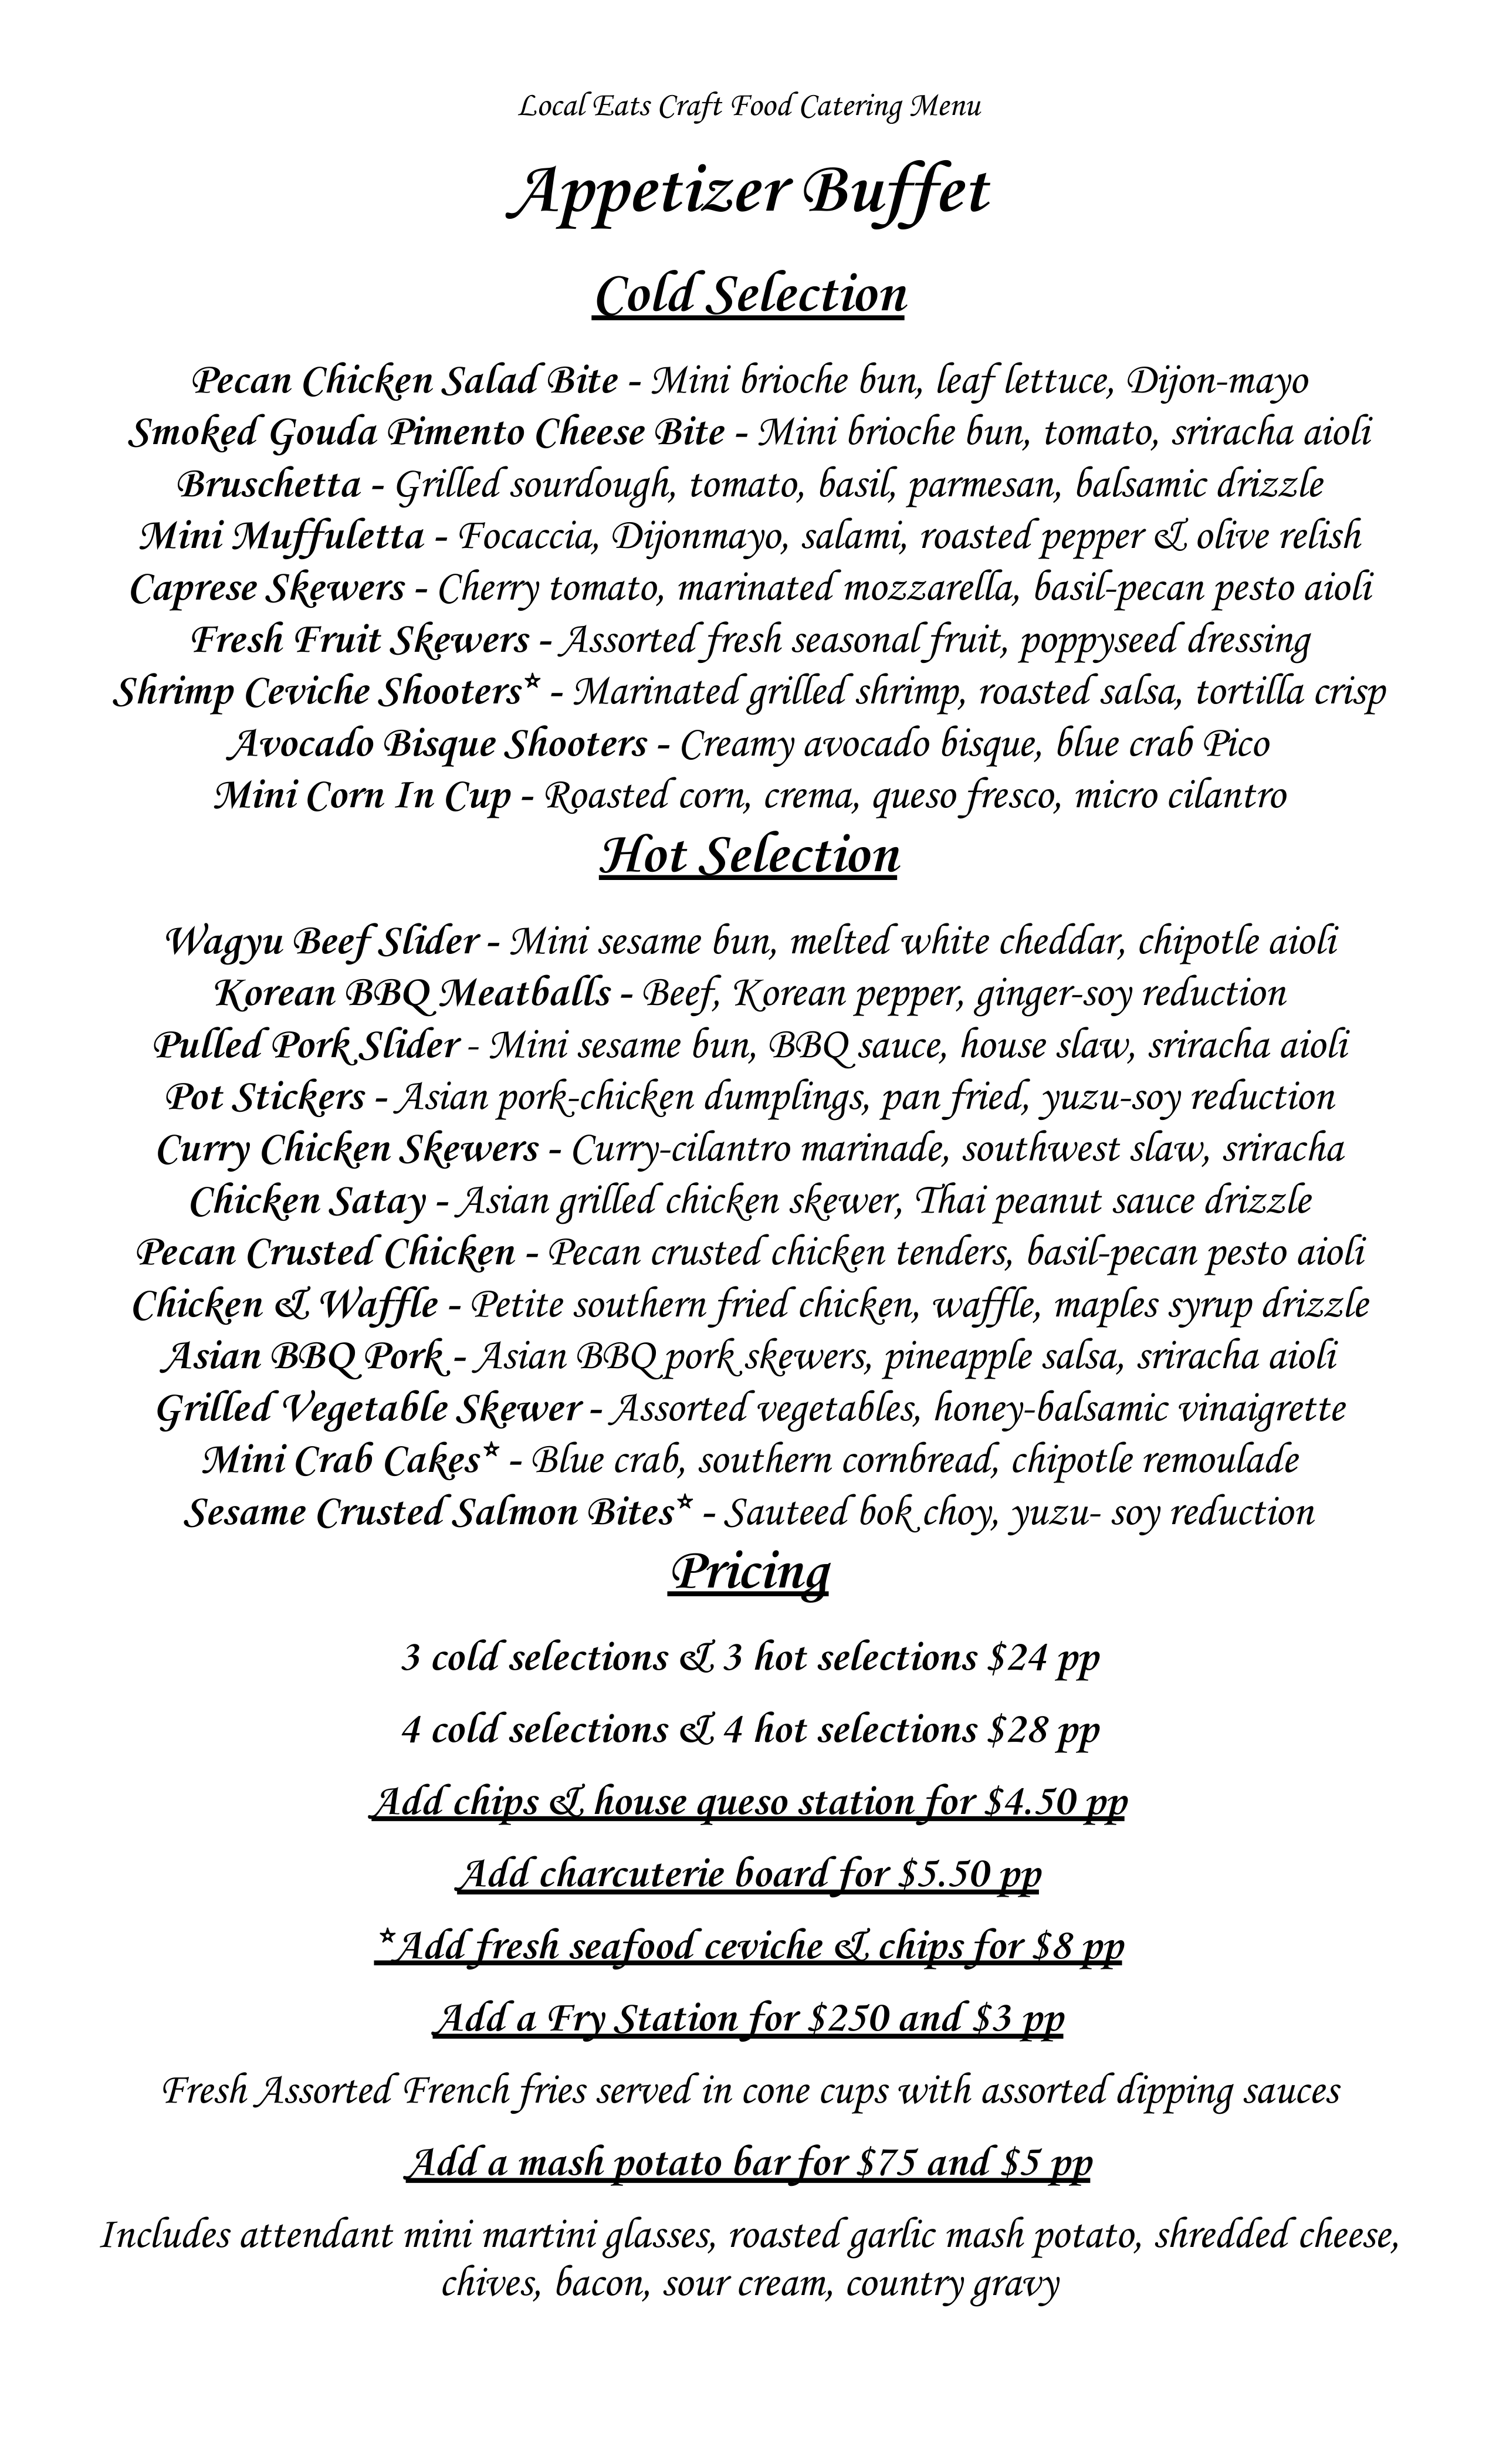 Local Eats Craft Food Catering Menu
Appetizer Buffet
Cold Selection
Pecan Chicken Salad Bite - Mini brioche bun, leaf lettuce, Dijon-mayo
Smoked Gouda Pimento Cheese Bite - Mini brioche bun, tomato, sriracha aioli
Bruschetta - Grilled sourdough, tomato, basil, parmesan, balsamic drizzle
Mini Muffuletta - Focaccia, Dijonmayo, salami, roasted pepper & olive relish
Caprese Skewers - Cherry tomato, marinated mozzarella, basil-pecan pesto aioli
Fresh Fruit Skewers - Assorted fresh seasonal fruit, poppyseed dressing
Shrimp Ceviche Shooters* - Marinated grilled shrimp, roasted salsa, tortilla crisp
Avocado Bisque Shooters - Creamy avocado bisque, blue crab Pico
Mini Corn In Cup - Roasted corn, crema, queso fresco, micro cilantro
Hot Selection
Wagyu Beef Slider - Mini sesame bun, melted white cheddar, chipotle aioli
Korean BBQ Meatballs - Beef, Korean pepper, ginger-soy reduction
Pulled Pork Slider - Mini sesame bun, BBQ sauce, house slaw, sriracha aioli
Pot Stickers - Asian pork-chicken dumplings, pan fried, yuzu-soy reduction
Curry Chicken Skewers - Curry-cilantro marinade, southwest slaw, sriracha
Chicken Satay - Asian grilled chicken skewer, Thai peanut sauce drizzle
Pecan Crusted Chicken - Pecan crusted chicken tenders, basil-pecan pesto aioli
Chicken & Waffle - Petite southern fried chicken, waffle, maples syrup drizzle
Asian BBQ Pork - Asian BBQ pork skewers, pineapple salsa, sriracha aioli
Grilled Vegetable Skewer - Assorted vegetables, honey-balsamic vinaigrette
Mini Crab Cakes* - Blue crab, southern cornbread, chipotle remoulade
Sesame Crusted Salmon Bites* - Sauteed bok choy, yuzu- soy reduction
Pricing
3 cold selections & 3 hot selections $24 pp
4 cold selections & 4 hot selections $28 pp
Add chips & house queso station for $4.50 pp
Add charcuterie board for $5.50 pp
*Add fresh seafood ceviche & chips for $8 pp
Add a Fry Station for $250 and $3 pp
Fresh Assorted French fries served in cone cups with assorted dipping sauces
Add a mash potato bar for $75 and $5 pp
Includes attendant mini martini glasses, roasted garlic mash potato, shredded cheese,
chives, bacon, sour cream, country gravy